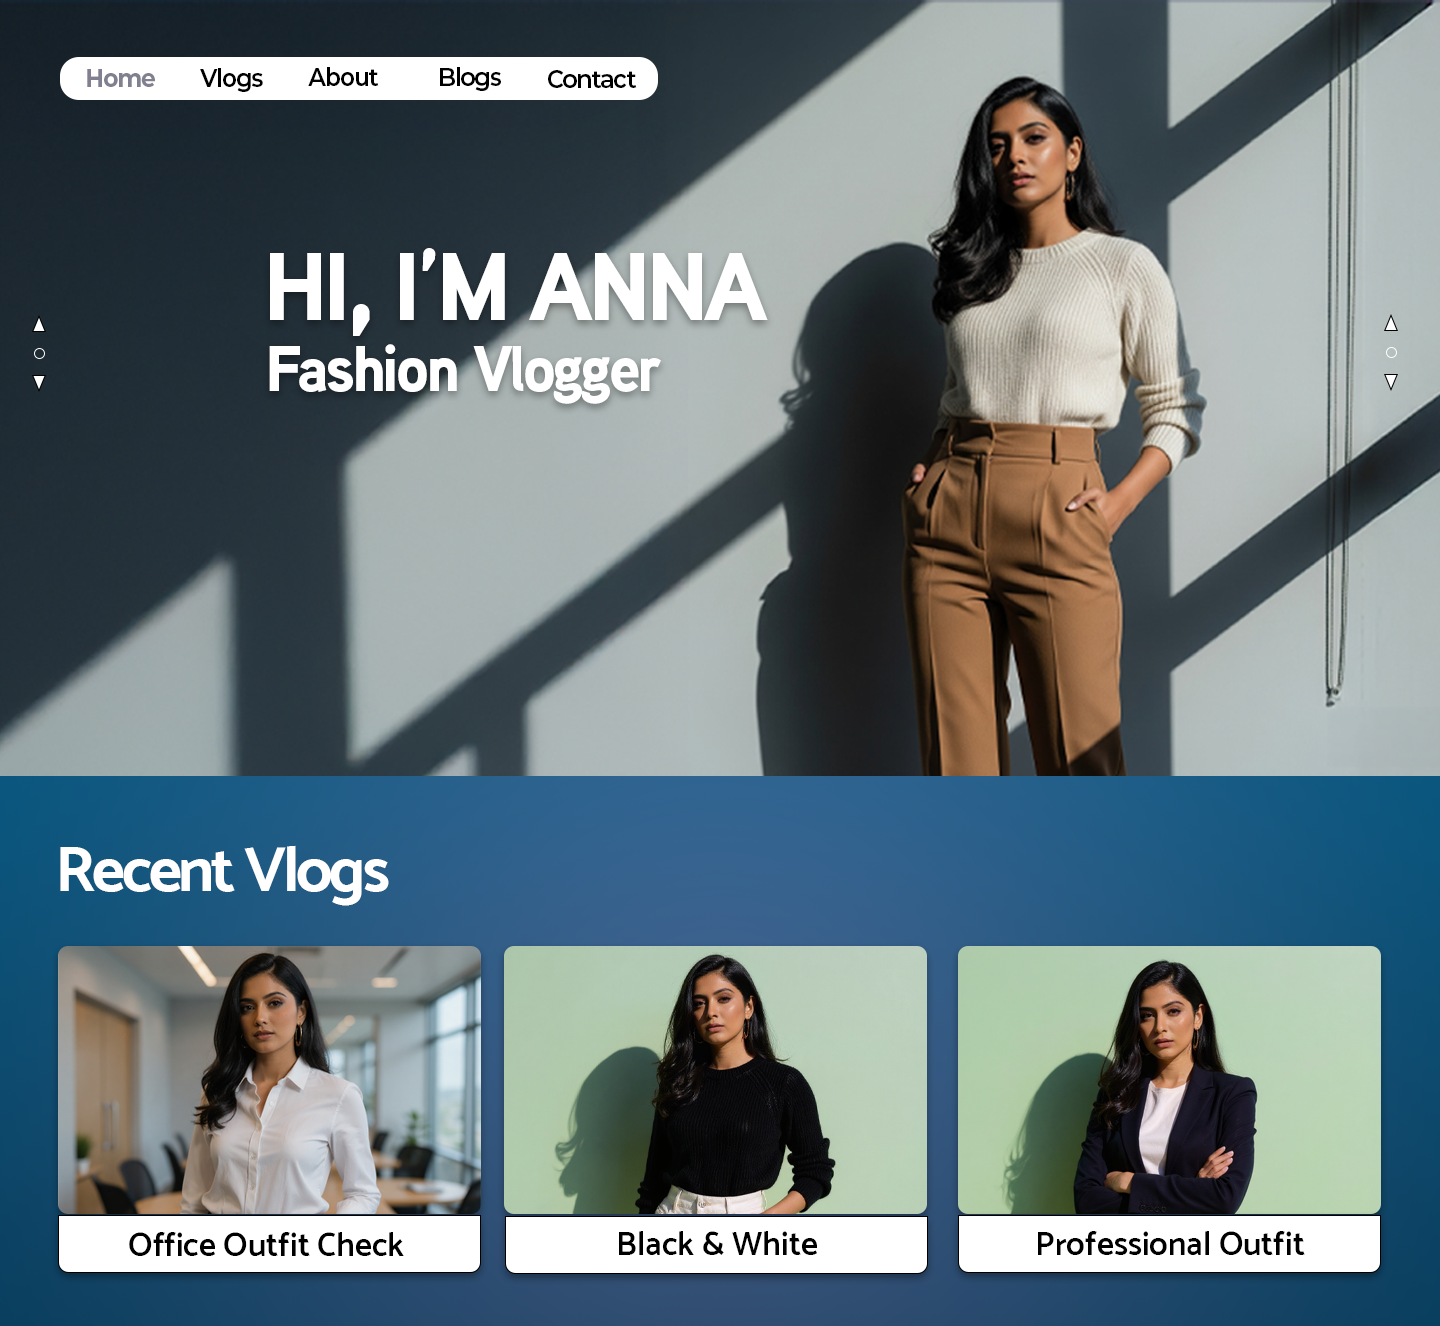 Home Vlogs About Blogs Contact
HI, I'M ANNA
Fashion Vlogger
Recent Vlogs
Office Outfit Check
Black & White
Professional Outfit